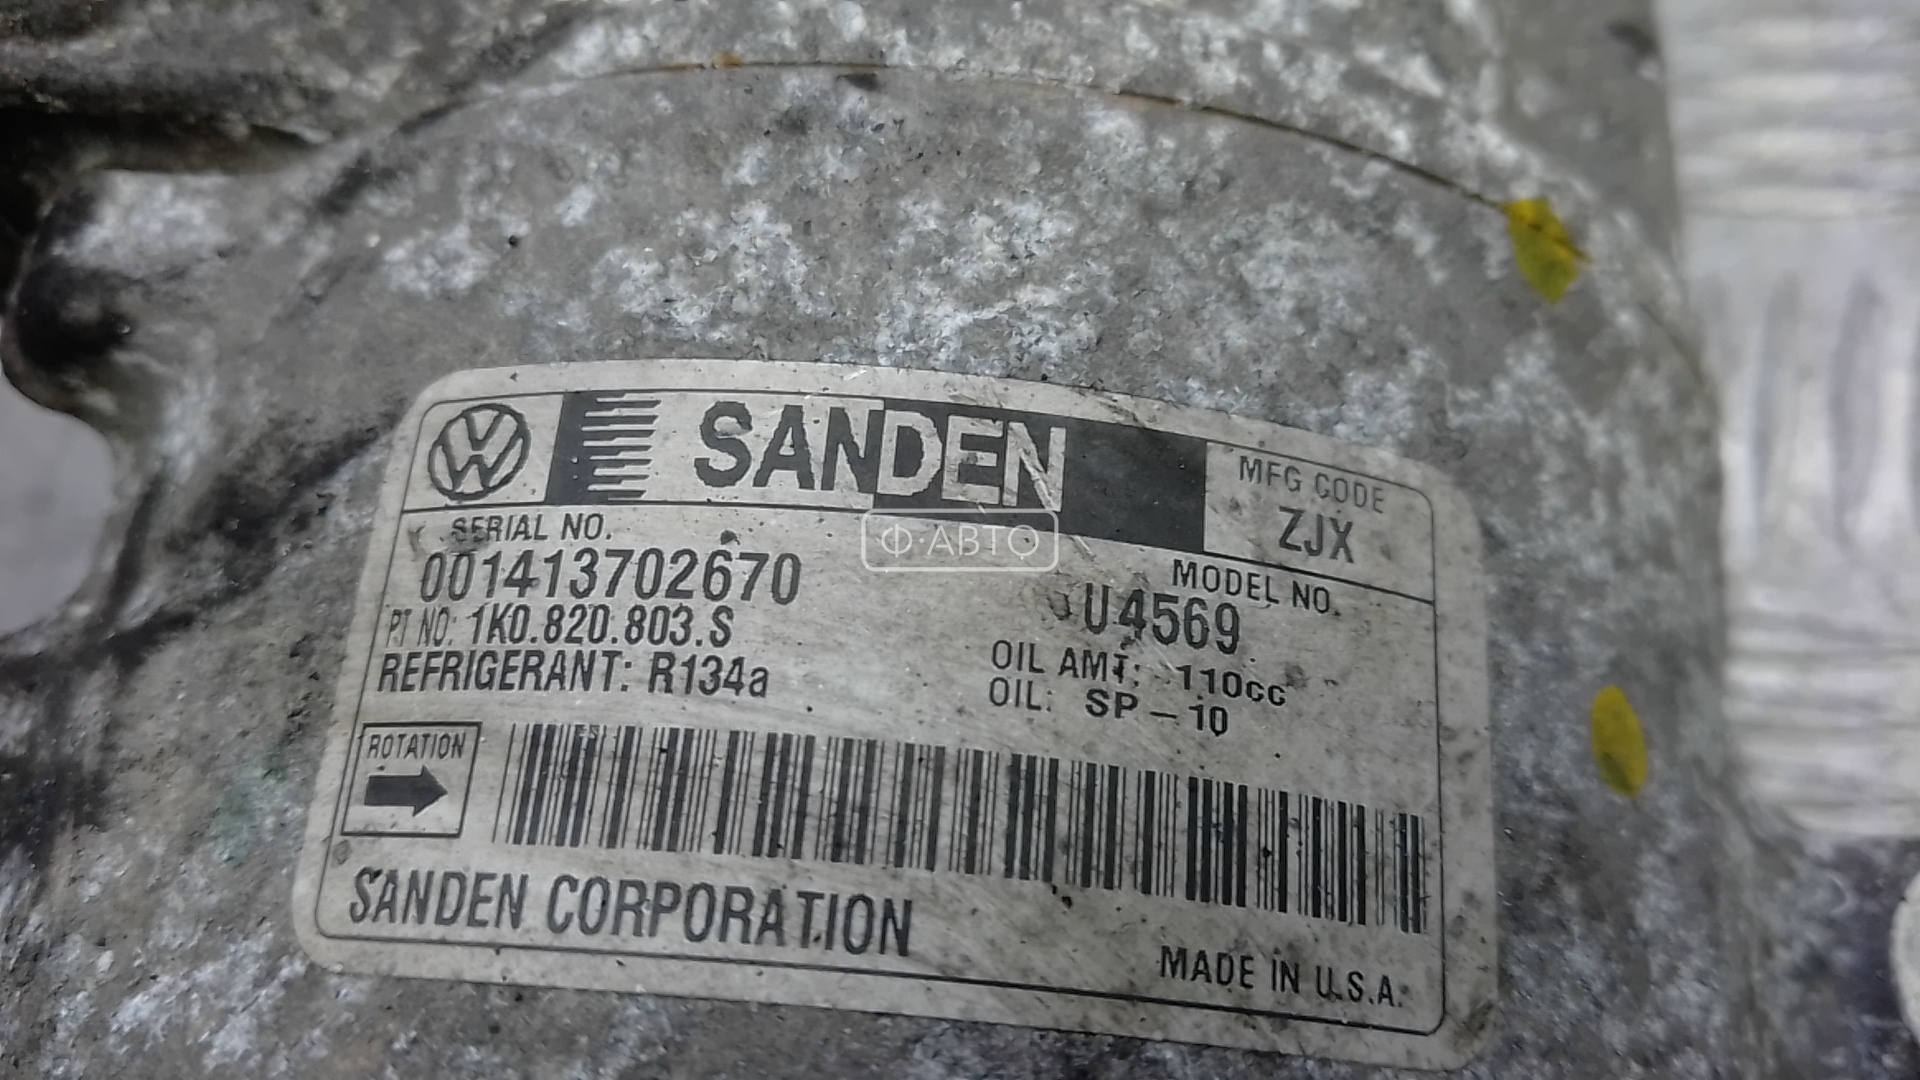 SANDEN
MFG CODE
ZJX
SERIAL NO.
001413702670
MODEL NO.
U4569
PT NO: 1K0.820.803.S
REFRIGERANT: R134a
OIL AMT: 110cc
OIL: SP-10
ROTATION
SANDEN CORPORATION
MADE IN U.S.A.
Ф·АВТО